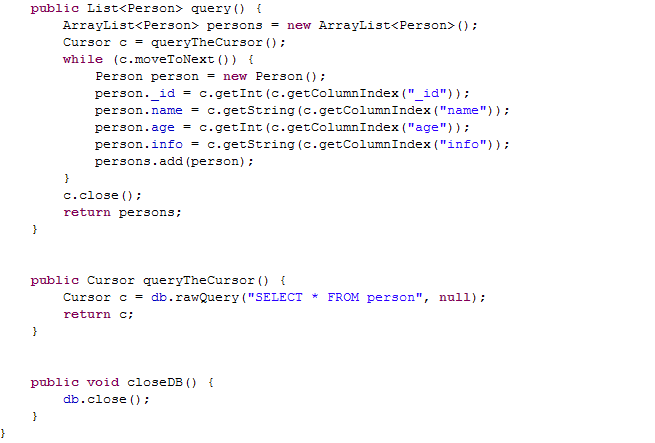 public List<Person> query() {
ArrayList<Person> persons = new ArrayList<Person>();
Cursor c = queryTheCursor();
while (c.moveToNext()) {
Person person = new Person();
person._id = c.getInt(c.getColumnIndex("_id"));
person.name = c.getString(c.getColumnIndex("name"));
person.age = c.getInt(c.getColumnIndex("age"));
person.info = c.getString(c.getColumnIndex("info"));
persons.add(person);
}
c.close();
return persons;
}
public Cursor queryTheCursor() {
Cursor c = db.rawQuery("SELECT * FROM person", null);
return c;
}
public void closeDB() {
db.close();
}
}